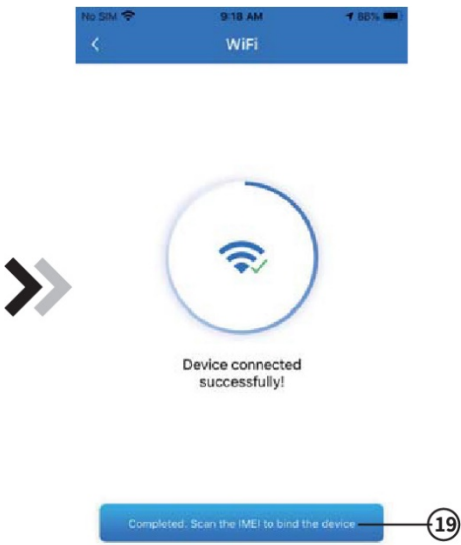 No SIM 9:18 AM 88%
WiFi
Device connected
successfully!
Completed. Scan the IMEI to bind the device
19